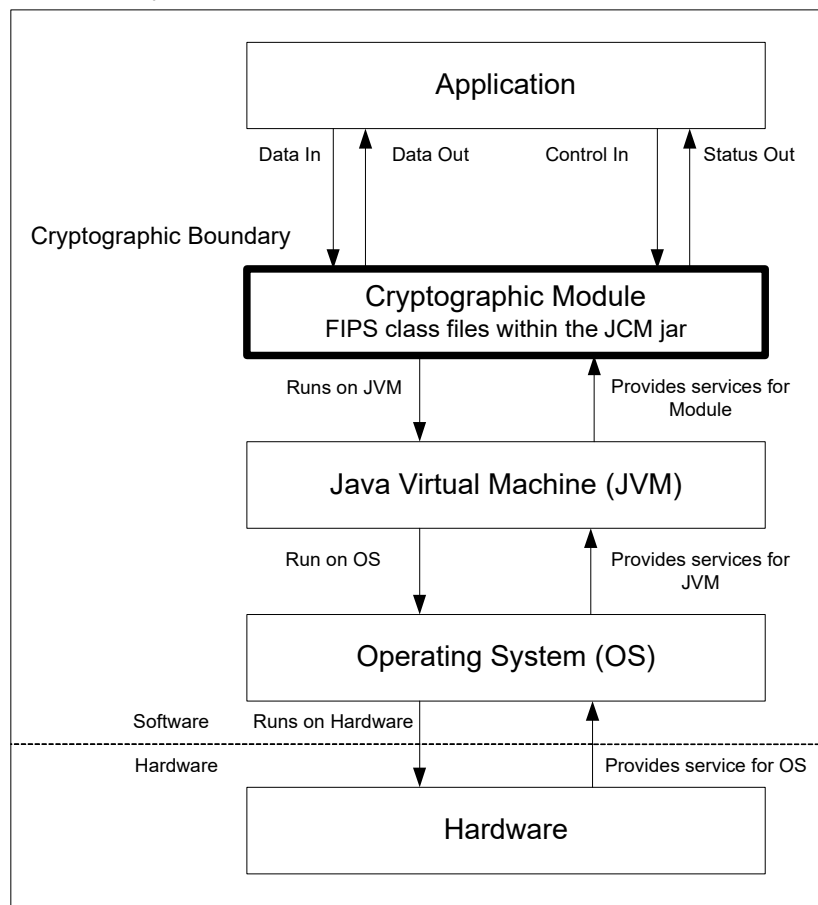 Application
Data In
Data Out
Control In
Status Out
Cryptographic Boundary
Cryptographic Module
FIPS class files within the JCM jar
Runs on JVM
Provides services for
Module
Java Virtual Machine (JVM)
Run on OS
Provides services for
JVM
Operating System (OS)
Software
Runs on Hardware
Hardware
Provides service for OS
Hardware